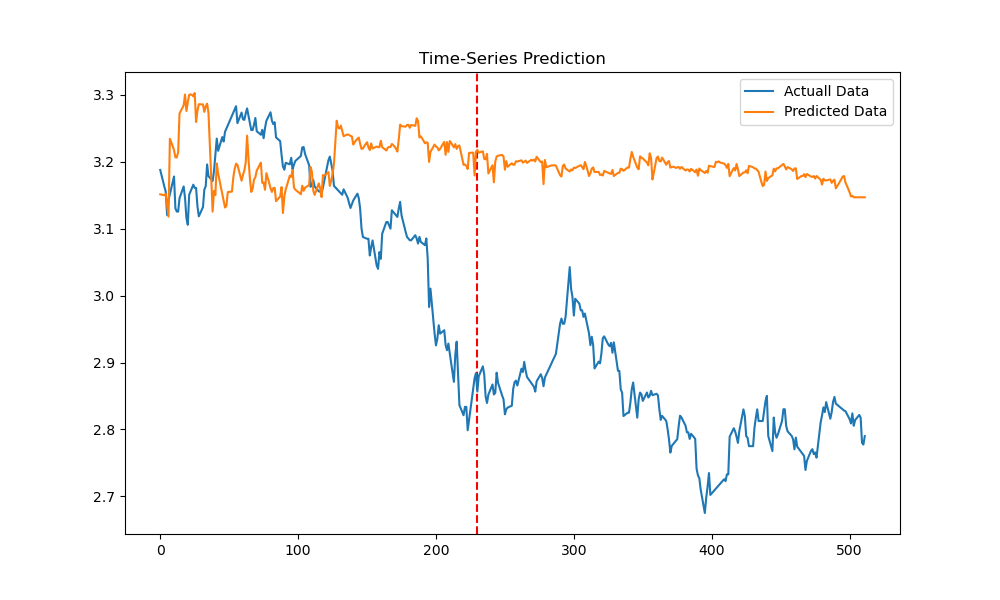 Time-Series Prediction
Actuall Data
Predicted Data
3.3
3.2
3.1
3.0
2.9
2.8
2.7
0 100 200 300 400 500